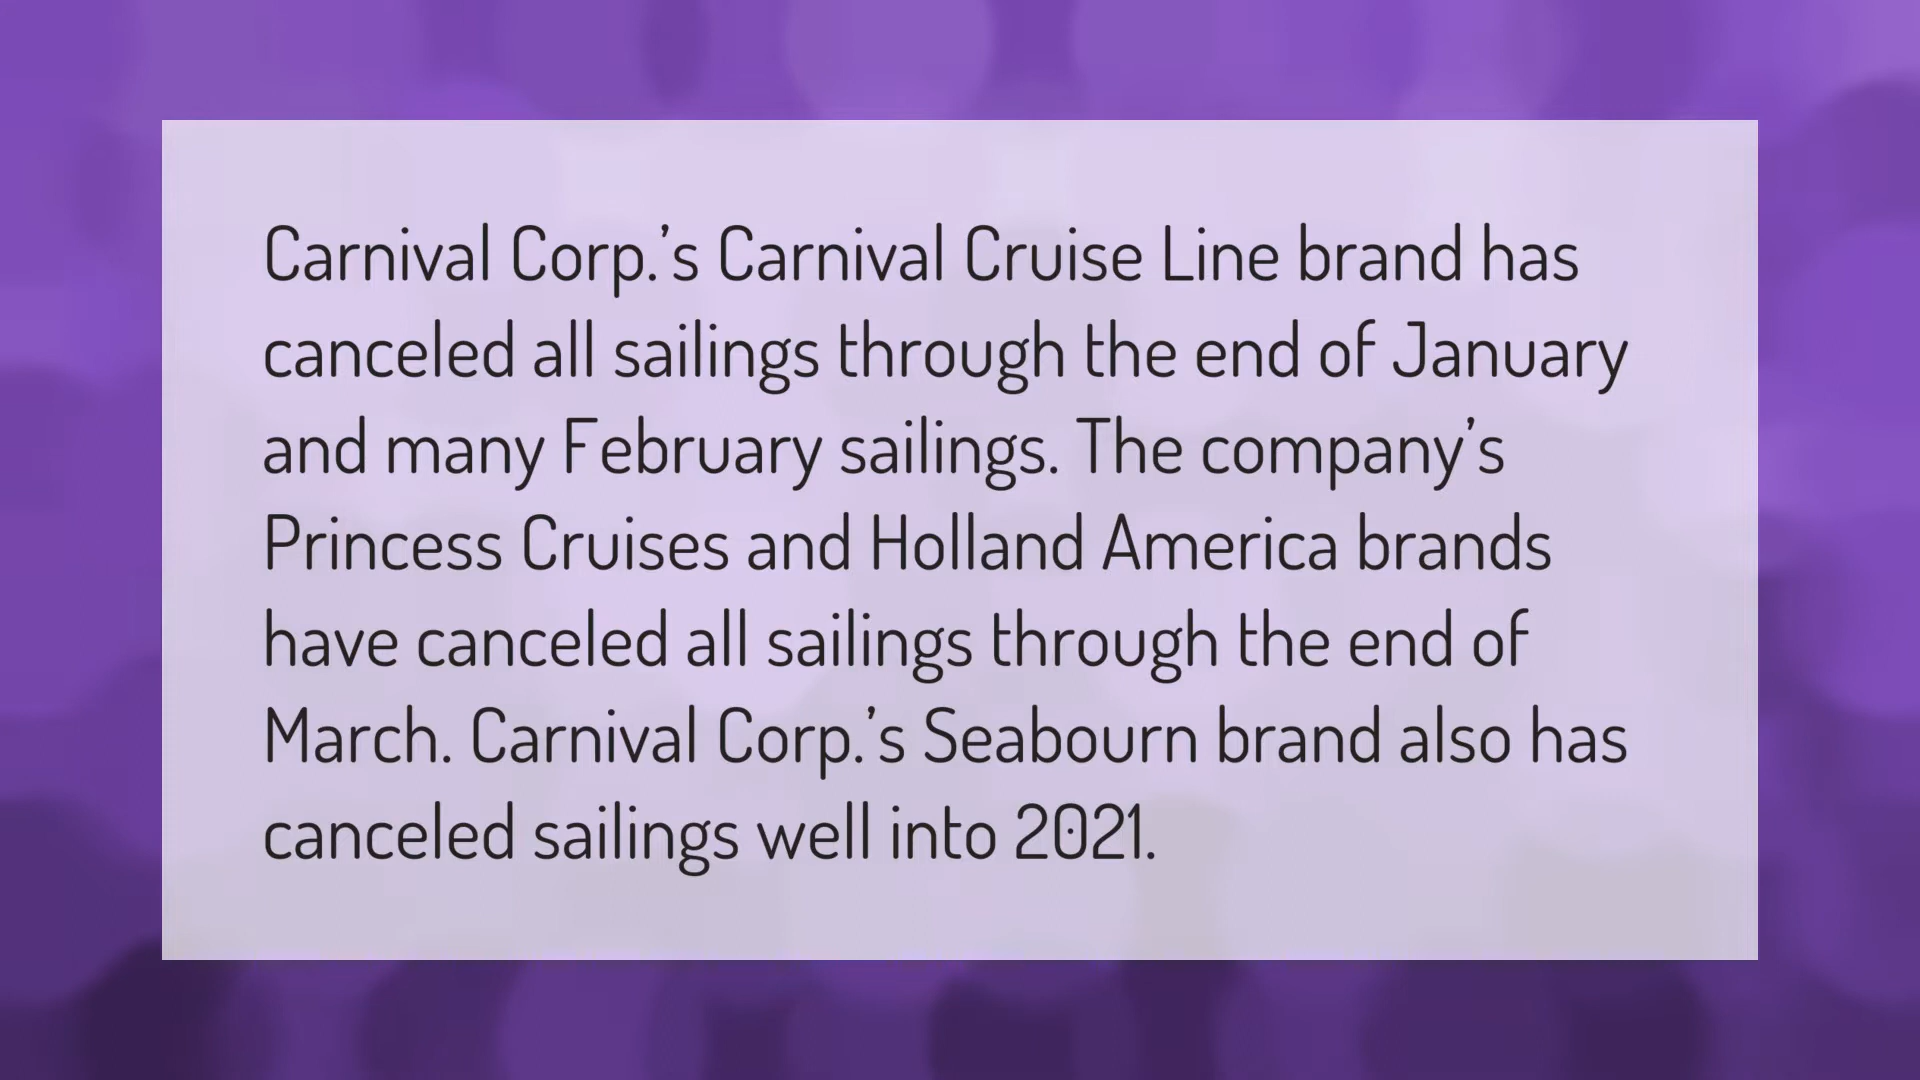 Carnival Corp.’s Carnival Cruise Line brand has
canceled all sailings through the end of January
and many February sailings. The company’s
Princess Cruises and Holland America brands
have canceled all sailings through the end of
March. Carnival Corp.’s Seabourn brand also has
canceled sailings well into 2021.